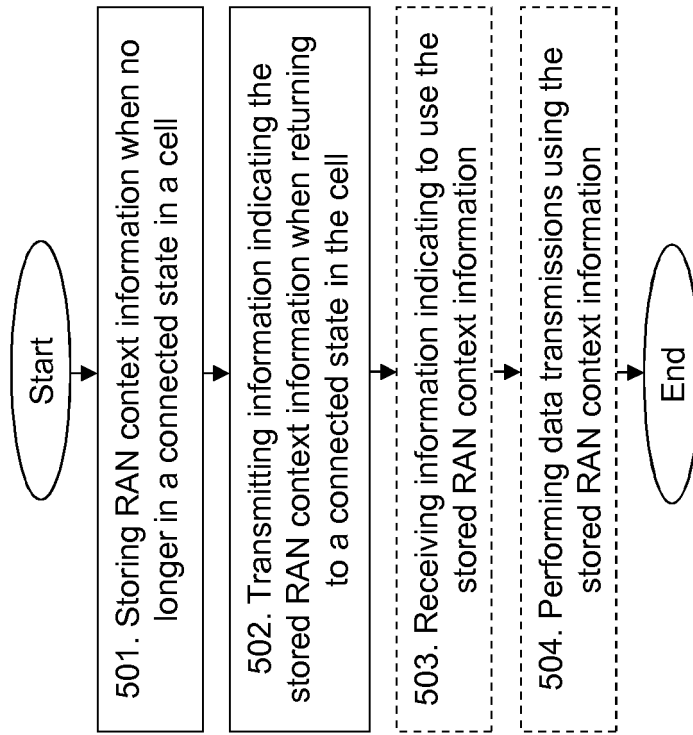 Start
501. Storing RAN context information when no
longer in a connected state in a cell
502. Transmitting information indicating the
stored RAN context information when returning
to a connected state in the cell
503. Receiving information indicating to use the
stored RAN context information
504. Performing data transmissions using the
stored RAN context information
End